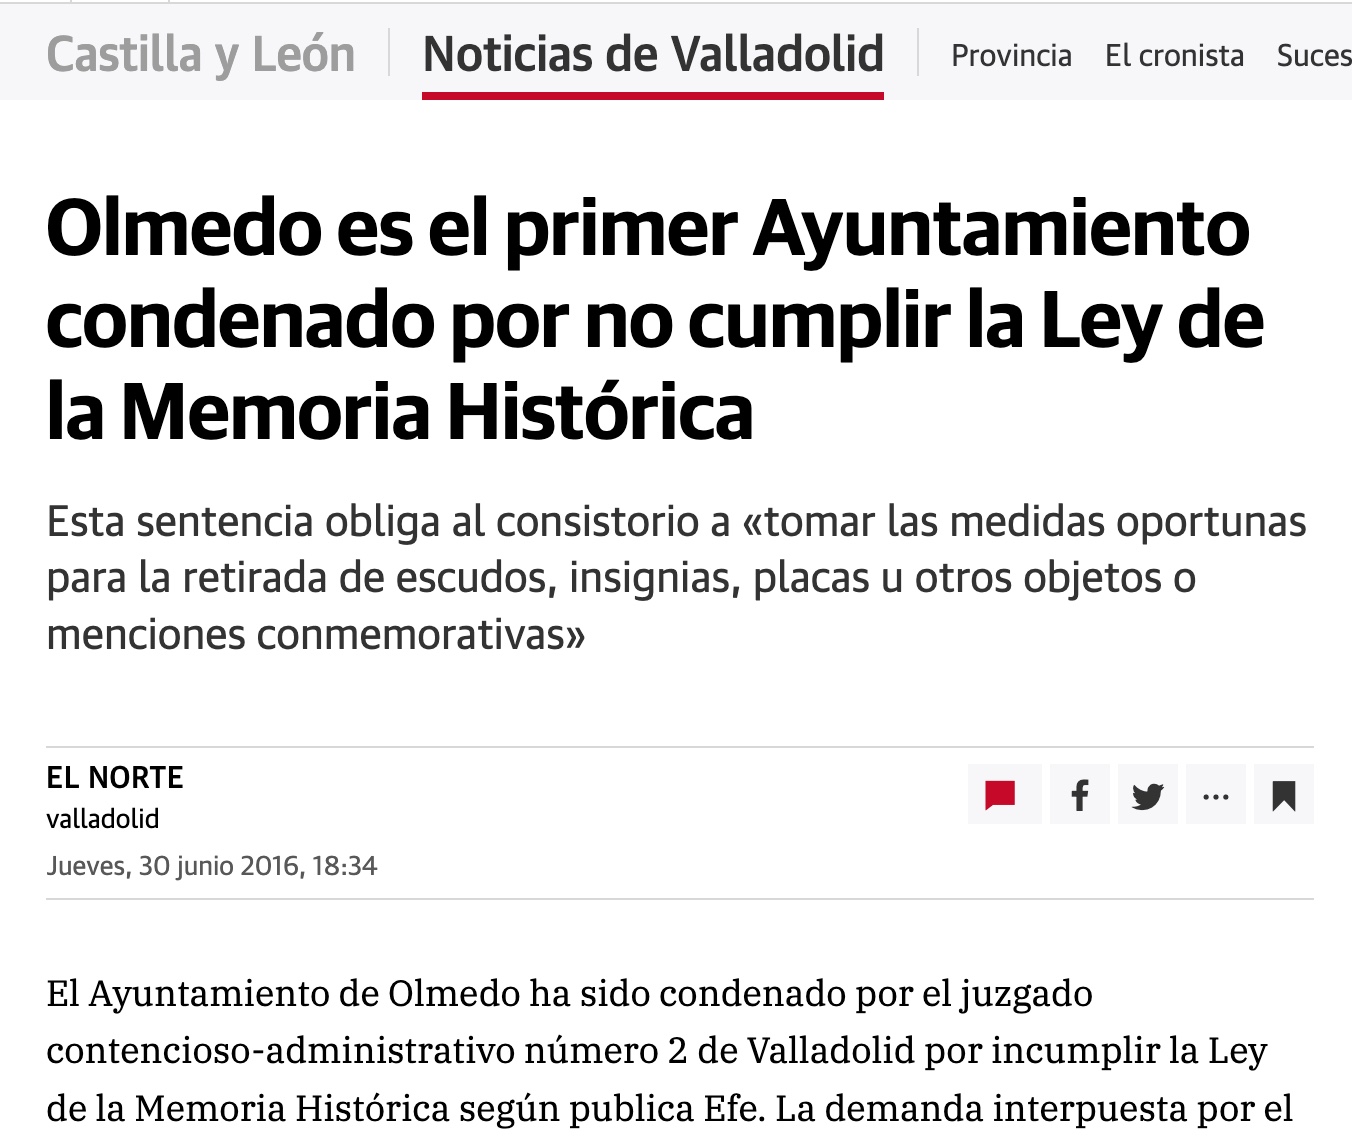 Castilla y León Noticias de Valladolid Provincia El cronista Suces
Olmedo es el primer Ayuntamiento
condenado por no cumplir la Ley de
la Memoria Histórica
Esta sentencia obliga al consistorio a «tomar las medidas oportunas
para la retirada de escudos, insignias, placas u otros objetos o
menciones conmemorativas»
EL NORTE
valladolid
Jueves, 30 junio 2016, 18:34
El Ayuntamiento de Olmedo ha sido condenado por el juzgado
contencioso-administrativo número 2 de Valladolid por incumplir la Ley
de la Memoria Histórica según publica Efe. La demanda interpuesta por el